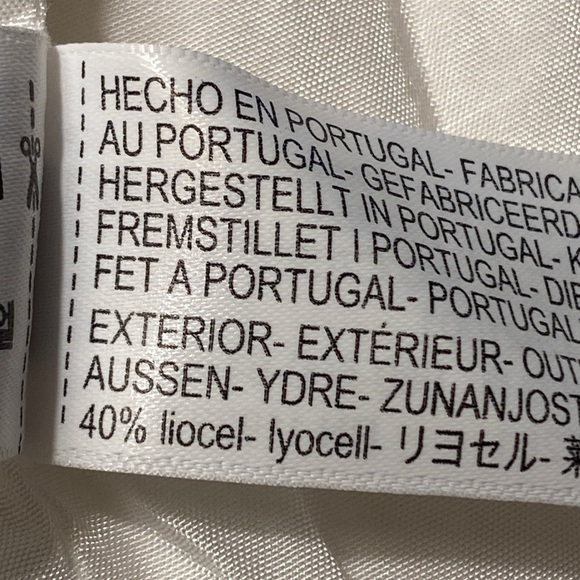 HECHO EN PORTUGAL- FABRICA
AU PORTUGAL- GEFABRICEERD
HERGESTELLT IN PORTUGAL- K
FREMSTILLET I PORTUGAL- DIP
FET A PORTUGAL- PORTUGAL
EXTERIOR- EXTÉRIEUR- OUT
AUSSEN- YDRE- ZUNANJOST
40% liocel- lyocell- リヨセル-